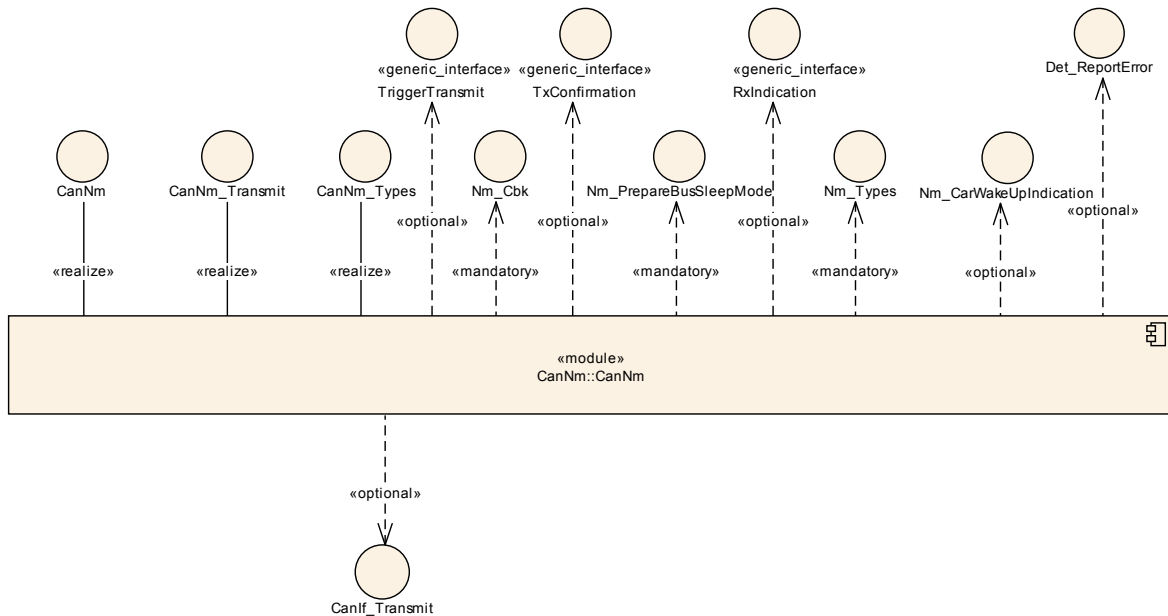 «generic_interface»
TriggerTransmit
«generic_interface»
TxConfirmation
«generic_interface»
RxIndication
Det_ReportError
CanNm
CanNm_Transmit
CanNm_Types
Nm_Cbk
Nm_PrepareBusSleepMode
Nm_Types
Nm_CarWakeUpIndication
«optional»
«optional»
«optional»
«optional»
«realize»
«realize»
«realize»
«mandatory»
«mandatory»
«mandatory»
«optional»
«module»
CanNm::CanNm
«optional»
CanIf_Transmit